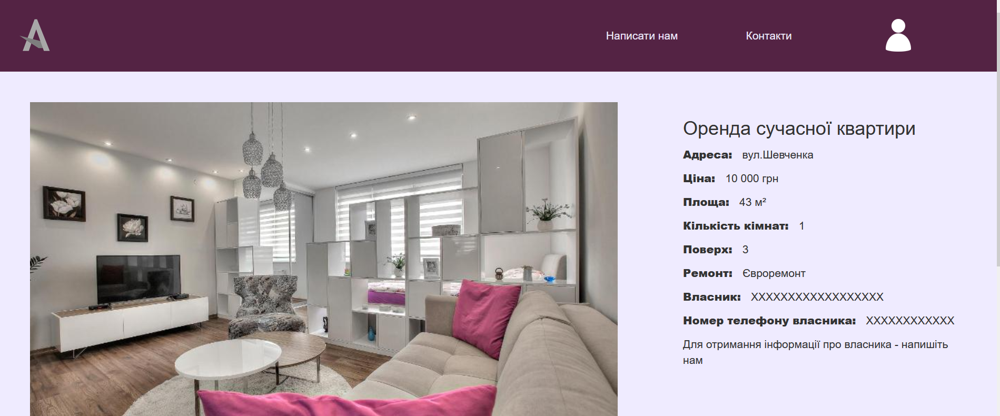 Написати нам
Контакти
Оренда сучасної квартири
Адреса: вул.Шевченка
Ціна: 10 000 грн
Площа: 43 м²
Кількість кімнат: 1
Поверх: 3
Ремонт: Євроремонт
Власник: XXXXXXXXXXXXXXXXXX
Номер телефону власника: XXXXXXXXXXXX
Для отримання інформації про власника - напишіть
нам